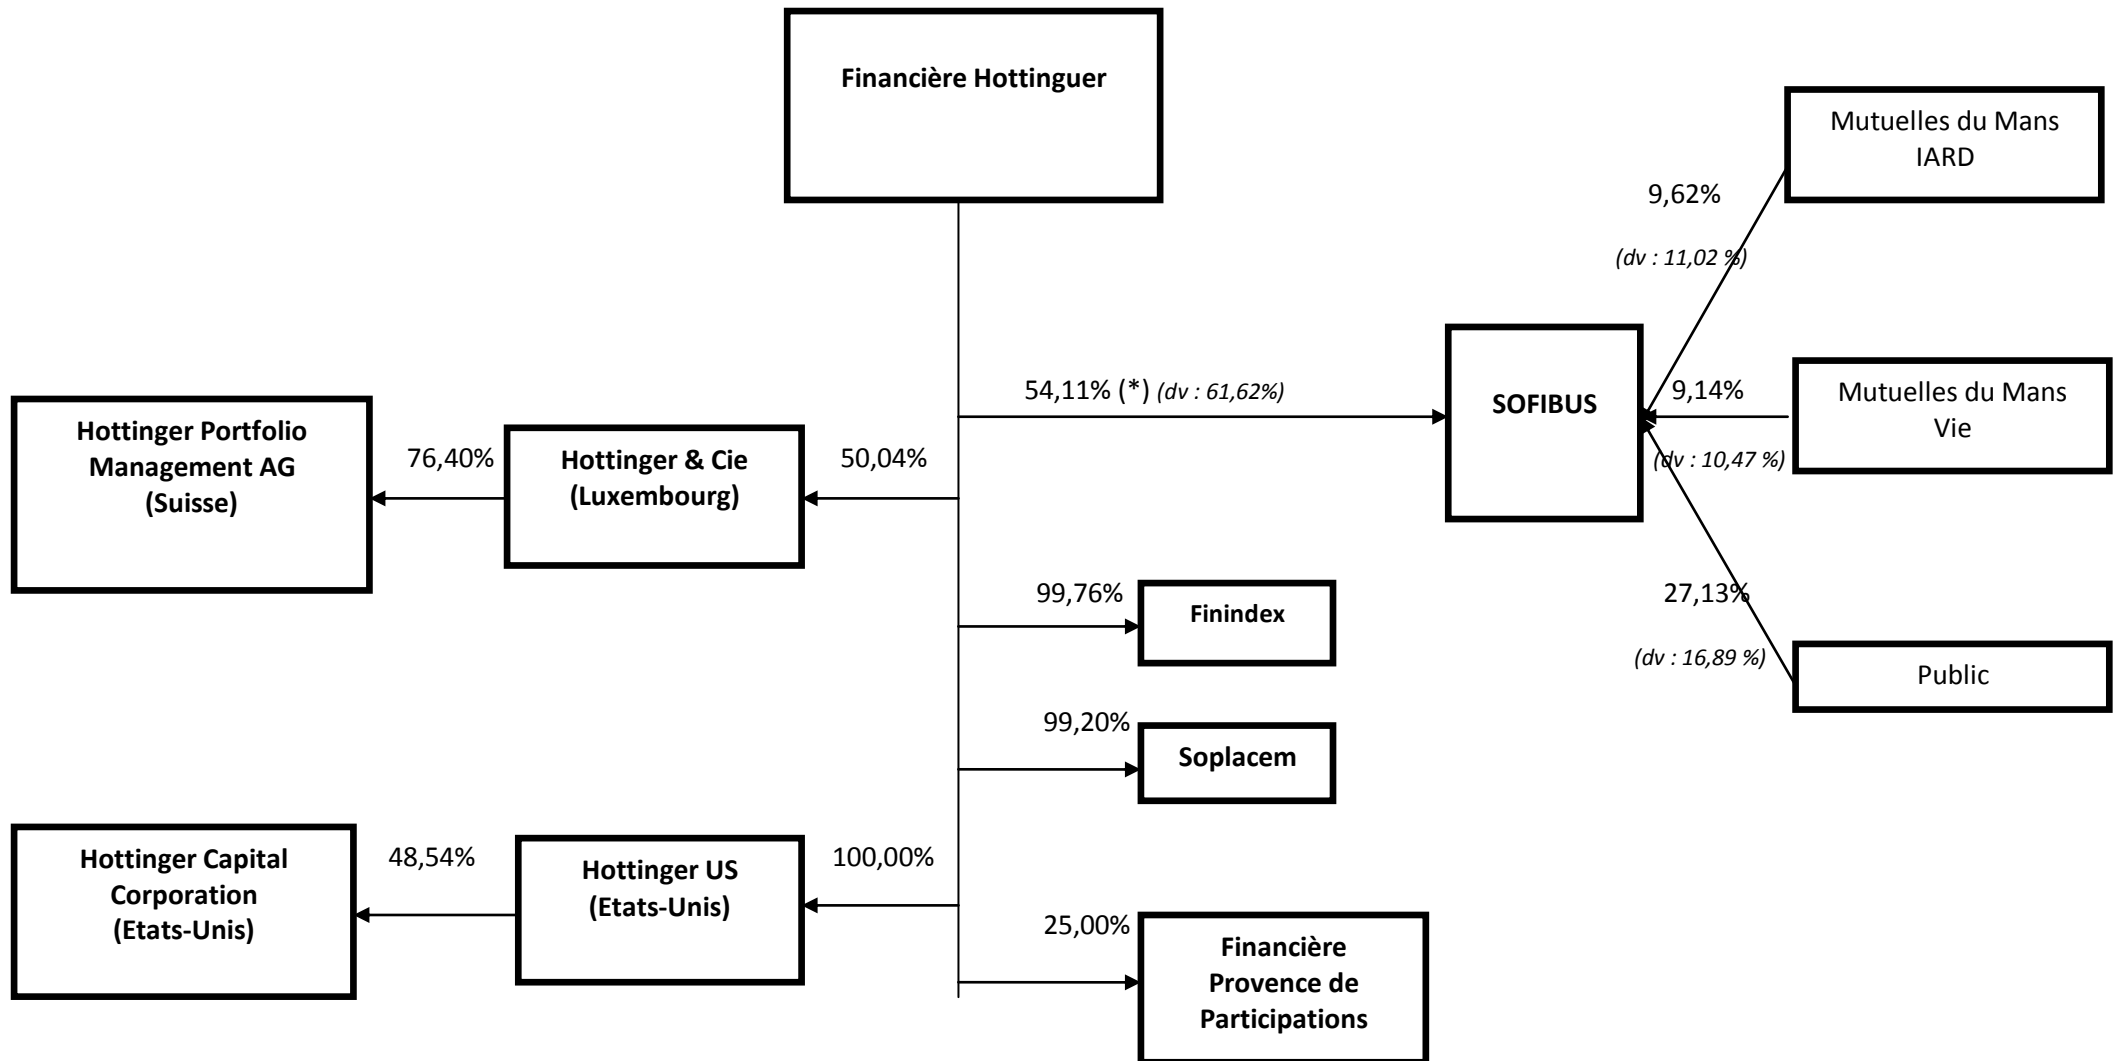 Financière Hottinguer
Mutuelles du Mans
IARD
9,62%
(dv : 11,02 %)
54,11% (*) (dv : 61,62%)
SOFIBUS
9,14%
(dv : 10,47 %)
Mutuelles du Mans
Vie
Hottinger Portfolio
Management AG
(Suisse)
76,40%
Hottinger & Cie
(Luxembourg)
50,04%
99,76%
Finindex
27,13%
(dv : 16,89 %)
Public
99,20%
Soplacem
Hottinger Capital
Corporation
(Etats-Unis)
48,54%
Hottinger US
(Etats-Unis)
100,00%
25,00%
Financière
Provence de
Participations